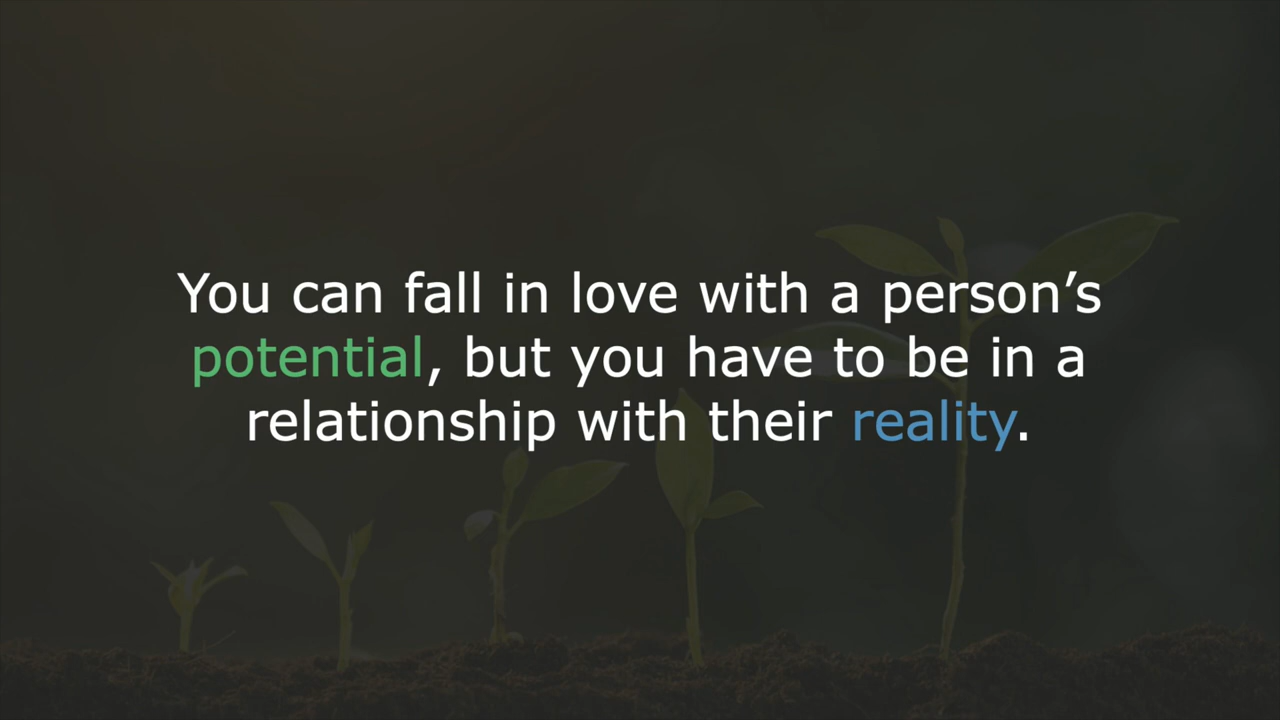 You can fall in love with a person’s
potential, but you have to be in a
relationship with their reality.